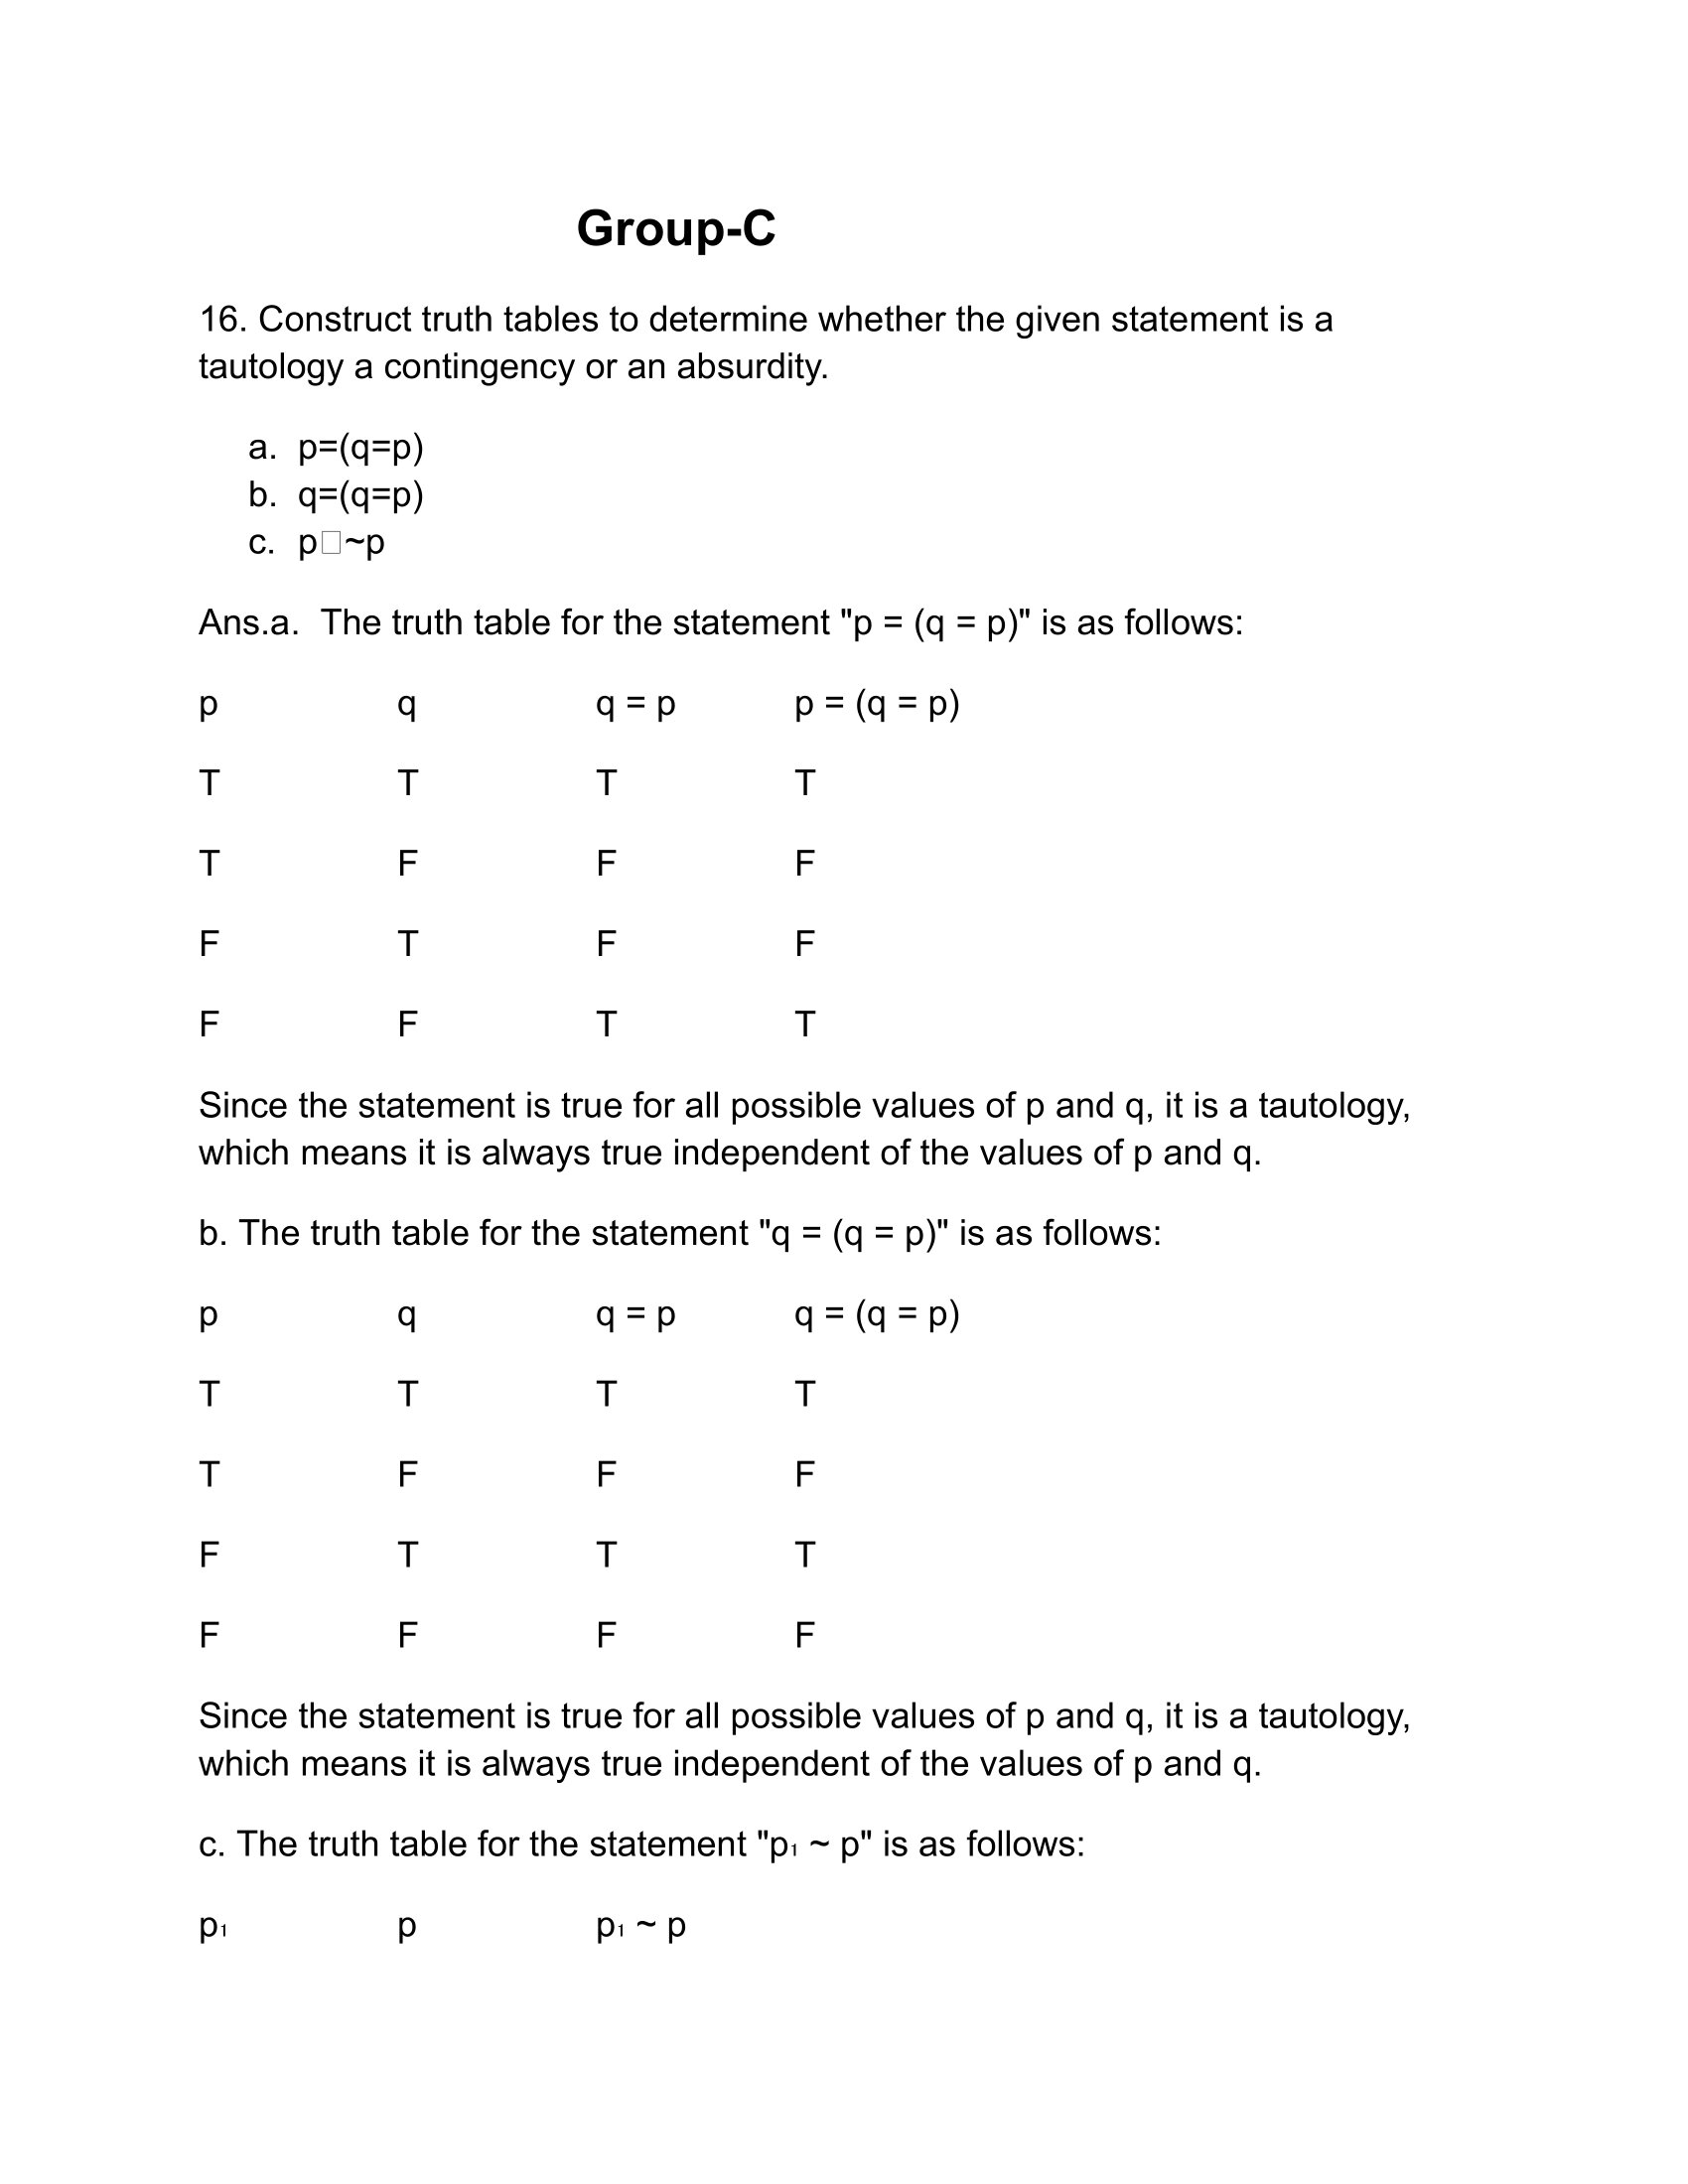 Group-C
16. Construct truth tables to determine whether the given statement is a
tautology a contingency or an absurdity.
a. p=(q=p)
b. q=(q=p)
c. p□~p
Ans.a. The truth table for the statement "p = (q = p)" is as follows:
p q q = p p = (q = p)
T T T T
T F F F
F T F F
F F T T
Since the statement is true for all possible values of p and q, it is a tautology,
which means it is always true independent of the values of p and q.
b. The truth table for the statement "q = (q = p)" is as follows:
p q q = p q = (q = p)
T T T T
T F F F
F T T T
F F F F
Since the statement is true for all possible values of p and q, it is a tautology,
which means it is always true independent of the values of p and q.
c. The truth table for the statement "p₁ ~ p" is as follows:
p₁ p p₁ ~ p